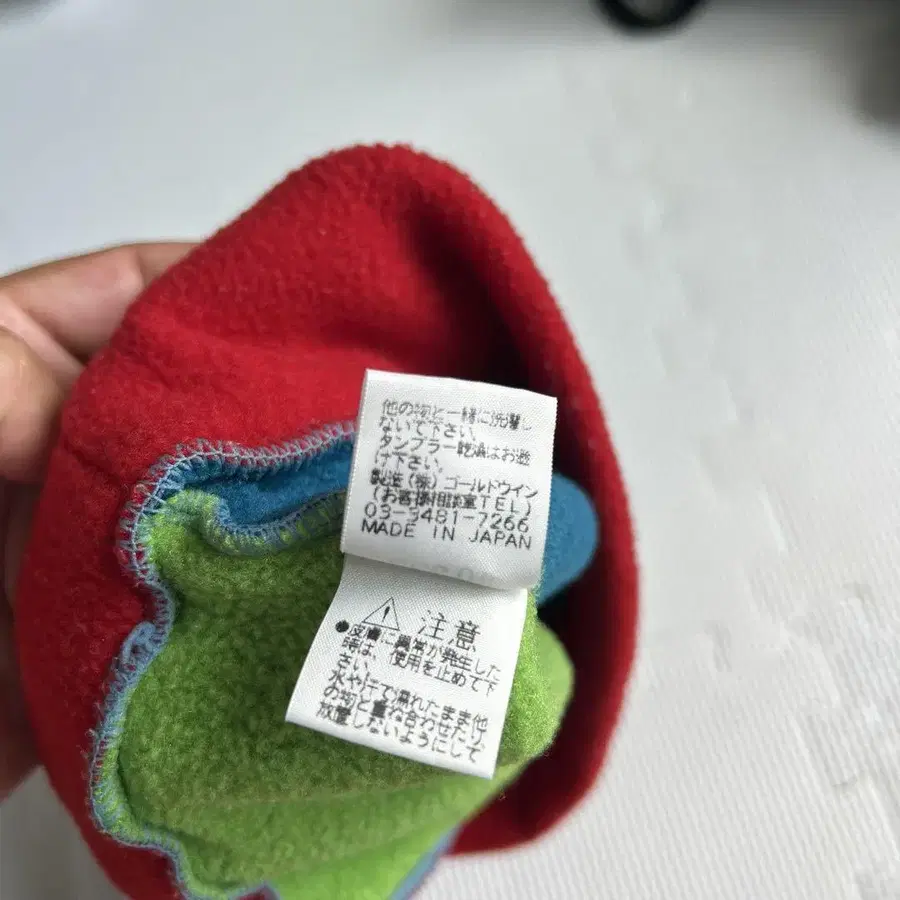 他の物と一緒に洗濯し
ないで下さい。
タンブラー乾燥はお避
け下さい。
製造(株)ゴールドウイン
(お客様相談室TEL)
03-3481-7266
MADE IN JAPAN
⚠ 注意
●皮膚に異常が発生した
時は、使用を止めて下
さい。
水や汗で濡れたまま他
の物と重ね合わせたり、
放置しないようにして